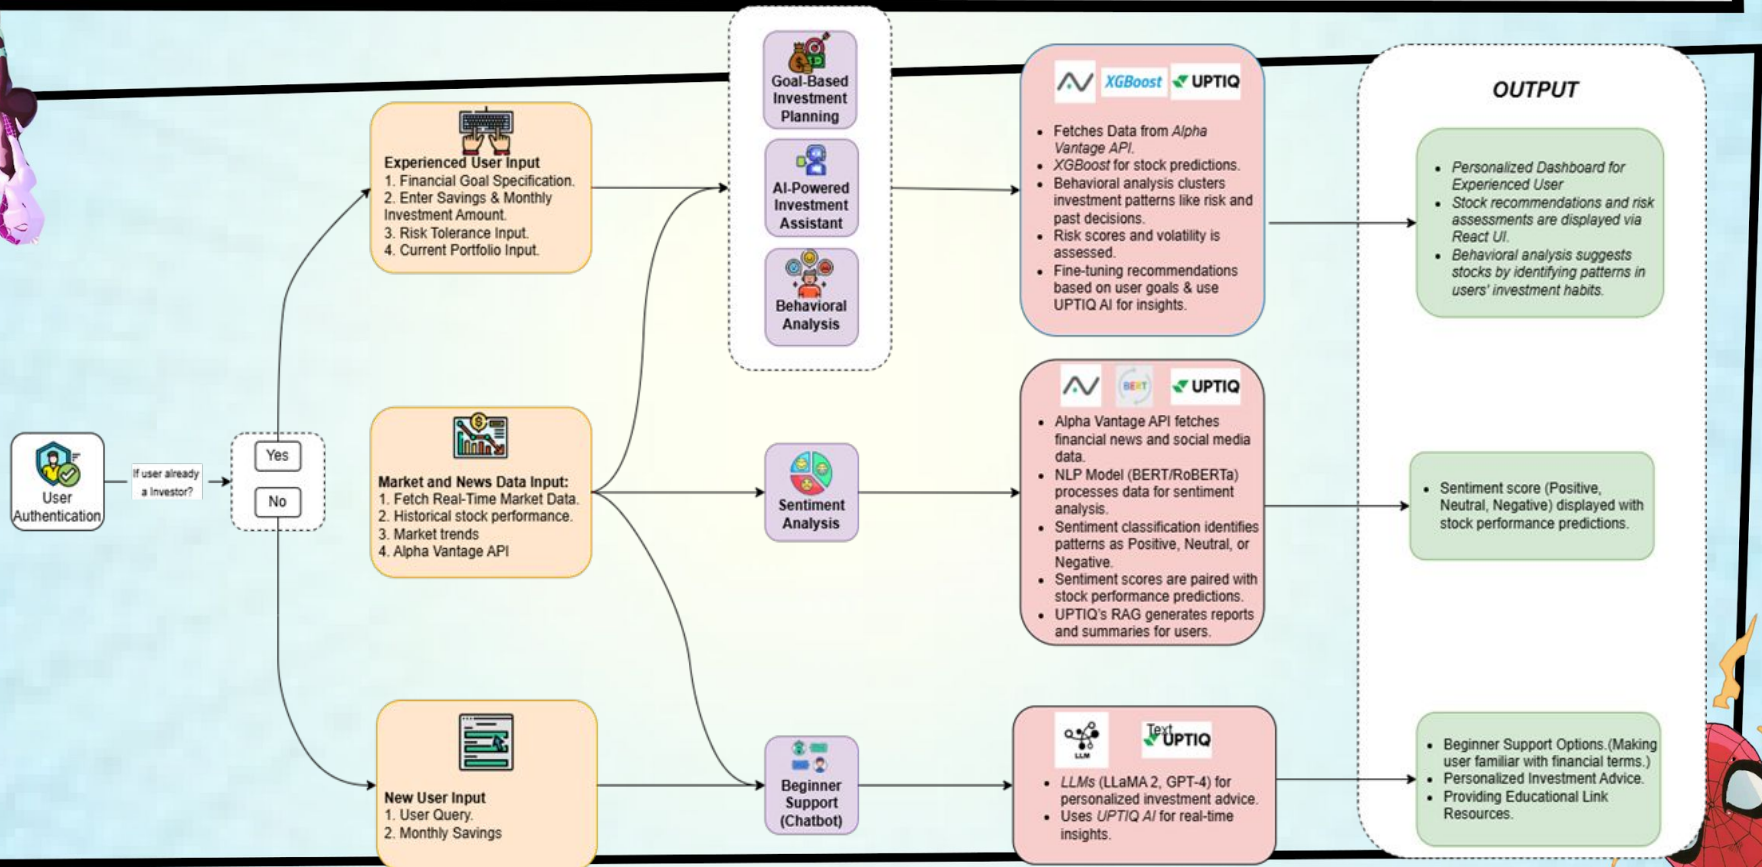 User
Authentication
If user already
a Investor?
Yes
No
Experienced User Input
1. Financial Goal Specification.
2. Enter Savings & Monthly
Investment Amount.
3. Risk Tolerance Input.
4. Current Portfolio Input.
Market and News Data Input:
1. Fetch Real-Time Market Data.
2. Historical stock performance.
3. Market trends
4. Alpha Vantage API
New User Input
1. User Query.
2. Monthly Savings
Goal-Based
Investment
Planning
AI-Powered
Investment
Assistant
Behavioral
Analysis
Sentiment
Analysis
Beginner
Support
(Chatbot)
XGBoost UPTIQ
• Fetches Data from Alpha
Vantage API.
• XGBoost for stock predictions.
• Behavioral analysis clusters
investment patterns like risk and
past decisions.
• Risk scores and volatility is
assessed.
• Fine-tuning recommendations
based on user goals & use
UPTIQ AI for insights.
BERT UPTIQ
• Alpha Vantage API fetches
financial news and social media
data.
• NLP Model (BERT/RoBERTa)
processes data for sentiment
analysis.
• Sentiment classification identifies
patterns as Positive, Neutral, or
Negative.
• Sentiment scores are paired with
stock performance predictions.
• UPTIQ's RAG generates reports
and summaries for users.
LLM
Text
UPTIQ
• LLMs (LLaMA 2, GPT-4) for
personalized investment advice.
• Uses UPTIQ AI for real-time
insights.
OUTPUT
• Personalized Dashboard for
Experienced User
• Stock recommendations and risk
assessments are displayed via
React UI.
• Behavioral analysis suggests
stocks by identifying patterns in
users' investment habits.
• Sentiment score (Positive,
Neutral, Negative) displayed with
stock performance predictions.
• Beginner Support Options.(Making
user familiar with financial terms.)
• Personalized Investment Advice.
• Providing Educational Link
Resources.